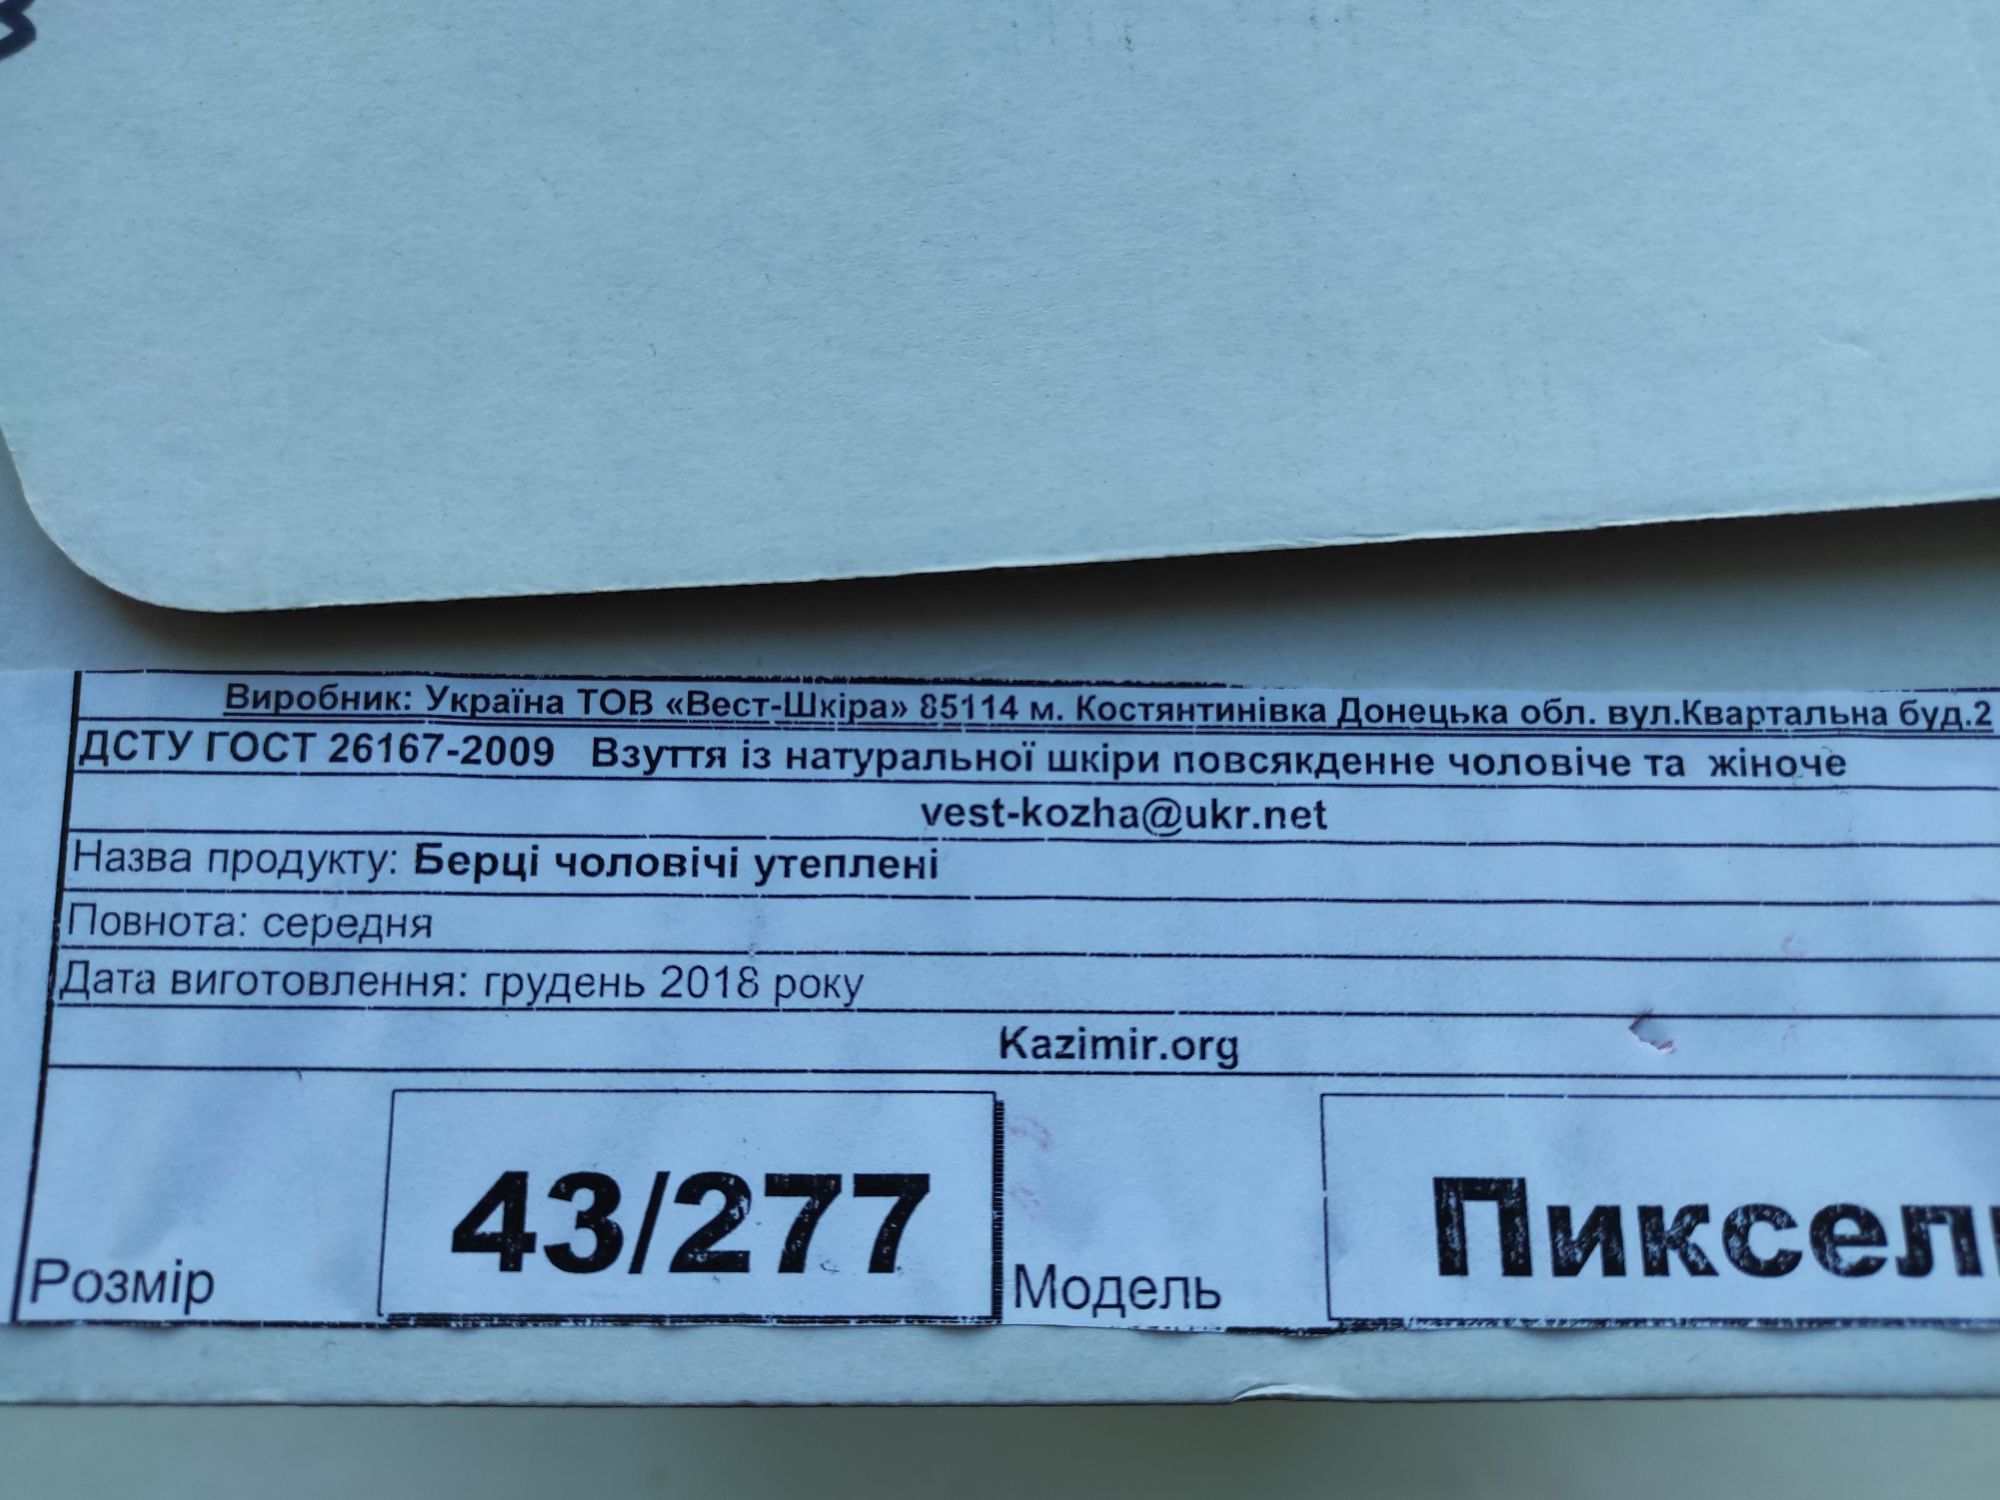 Виробник: Україна ТОВ «Вест-Шкіра» 85114 м. Костянтинівка Донецька обл. вул.Квартальна буд.2
ДСТУ ГОСТ 26167-2009 Взуття із натуральної шкіри повсякденне чоловіче та жіноче
vest-kozha@ukr.net
Назва продукту: Берці чоловічі утеплені
Повнота: середня
Дата виготовлення: грудень 2018 року
Kazimir.org
Розмір 43/277 Модель